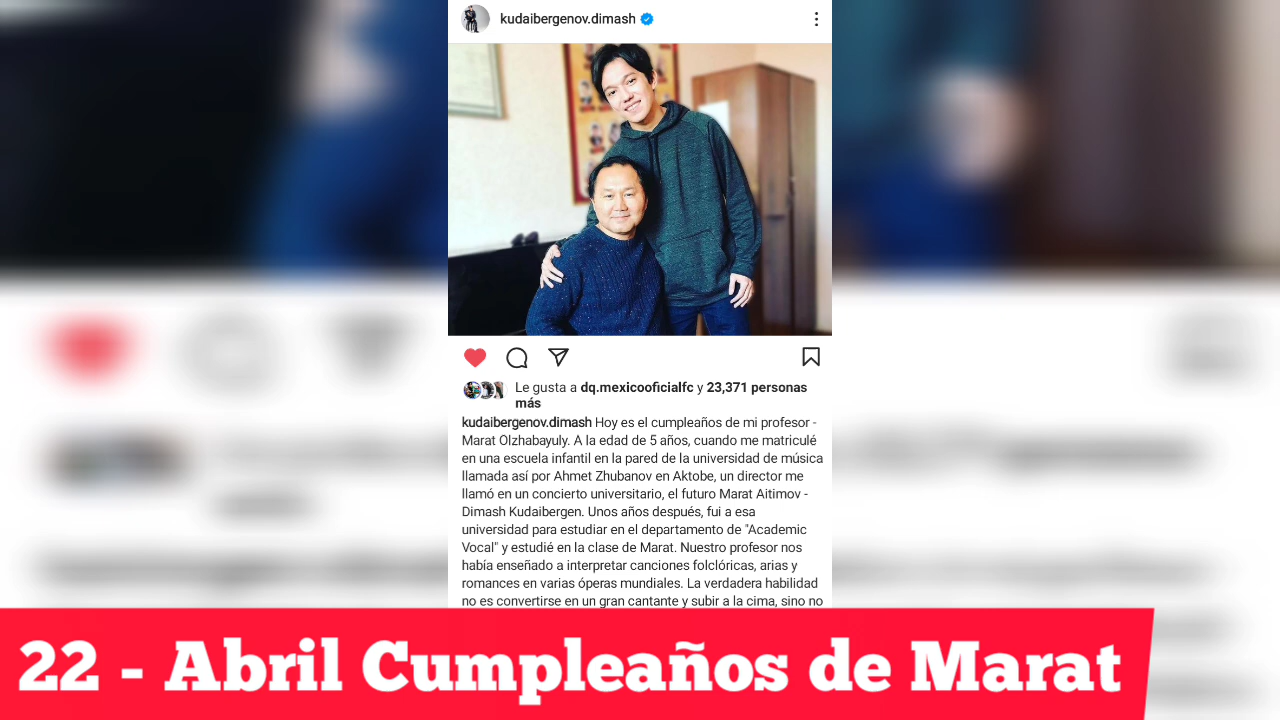 kudaibergenov.dimash
Le gusta a dq.mexicooficialfc y 23,371 personas
más
kudaibergenov.dimash Hoy es el cumpleaños de mi profesor -
Marat Olzhabayuly. A la edad de 5 años, cuando me matriculé
en una escuela infantil en la pared de la universidad de música
llamada así por Ahmet Zhubanov en Aktobe, un director me
llamó en un concierto universitario, el futuro Marat Aitimov -
Dimash Kudaibergen. Unos años después, fui a esa
universidad para estudiar en el departamento de "Academic
Vocal" y estudié en la clase de Marat. Nuestro profesor nos
había enseñado a interpretar canciones folclóricas, arias y
romances en varias óperas mundiales. La verdadera habilidad
no es convertirse en un gran cantante y subir a la cima, sino no
22 - Abril Cumpleaños de Marat